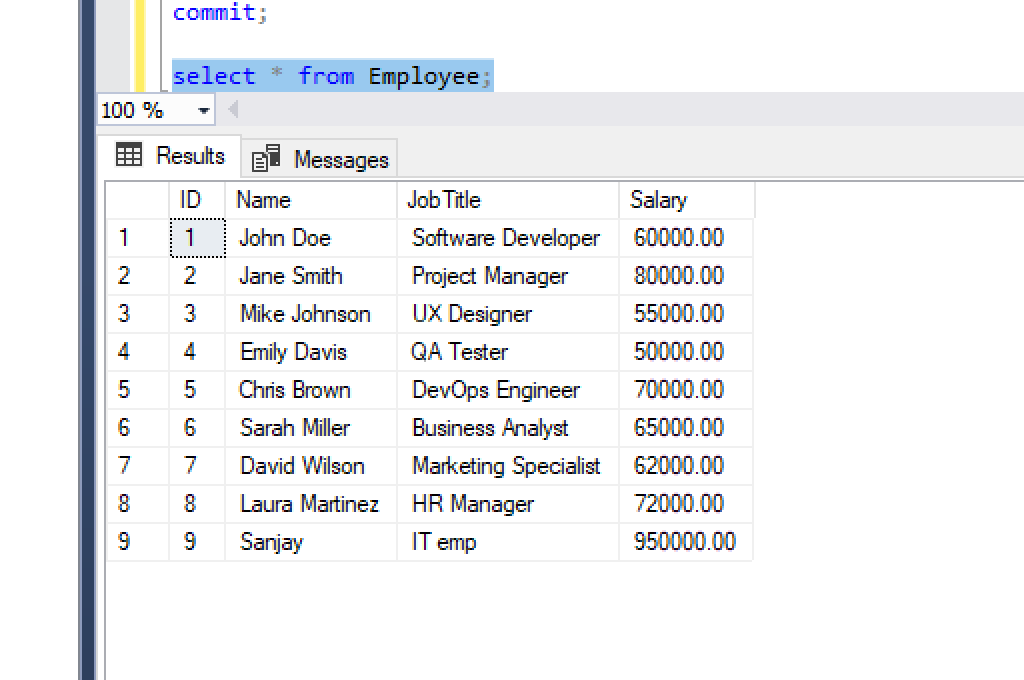 commit;
select * from Employee;
100 %
Results Messages
ID Name JobTitle Salary
1 1 John Doe Software Developer 60000.00
2 2 Jane Smith Project Manager 80000.00
3 3 Mike Johnson UX Designer 55000.00
4 4 Emily Davis QA Tester 50000.00
5 5 Chris Brown DevOps Engineer 70000.00
6 6 Sarah Miller Business Analyst 65000.00
7 7 David Wilson Marketing Specialist 62000.00
8 8 Laura Martinez HR Manager 72000.00
9 9 Sanjay IT emp 950000.00